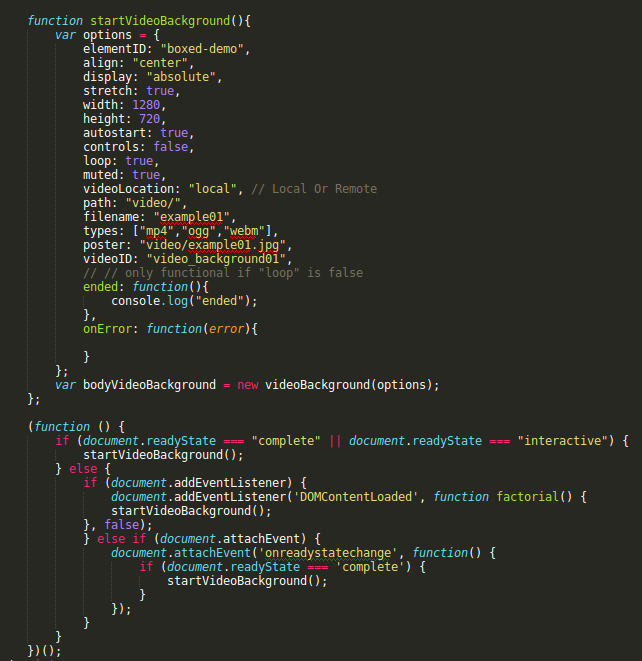 function startVideoBackground(){
    var options = {
        elementID: "boxed-demo",
        align: "center",
        display: "absolute",
        stretch: true,
        width: 1280,
        height: 720,
        autostart: true,
        controls: false,
        loop: true,
        muted: true,
        videoLocation: "local", // Local Or Remote
        path: "video/",
        filename: "example01",
        types: ["mp4","ogg","webm"],
        poster: "video/example01.jpg",
        videoID: "video_background01",
        // // only functional if "loop" is false
        ended: function(){
            console.log("ended");
        },
        onError: function(error){

        }
    };
    var bodyVideoBackground = new videoBackground(options);
};

(function () {
    if (document.readyState === "complete" || document.readyState === "interactive") {
        startVideoBackground();
    } else {
        if (document.addEventListener) {
            document.addEventListener('DOMContentLoaded', function factorial() {
            startVideoBackground();
        }, false);
        } else if (document.attachEvent) {
            document.attachEvent('onreadystatechange', function() {
                if (document.readyState === 'complete') {
                    startVideoBackground();
                }
            });
        }
    }
})();